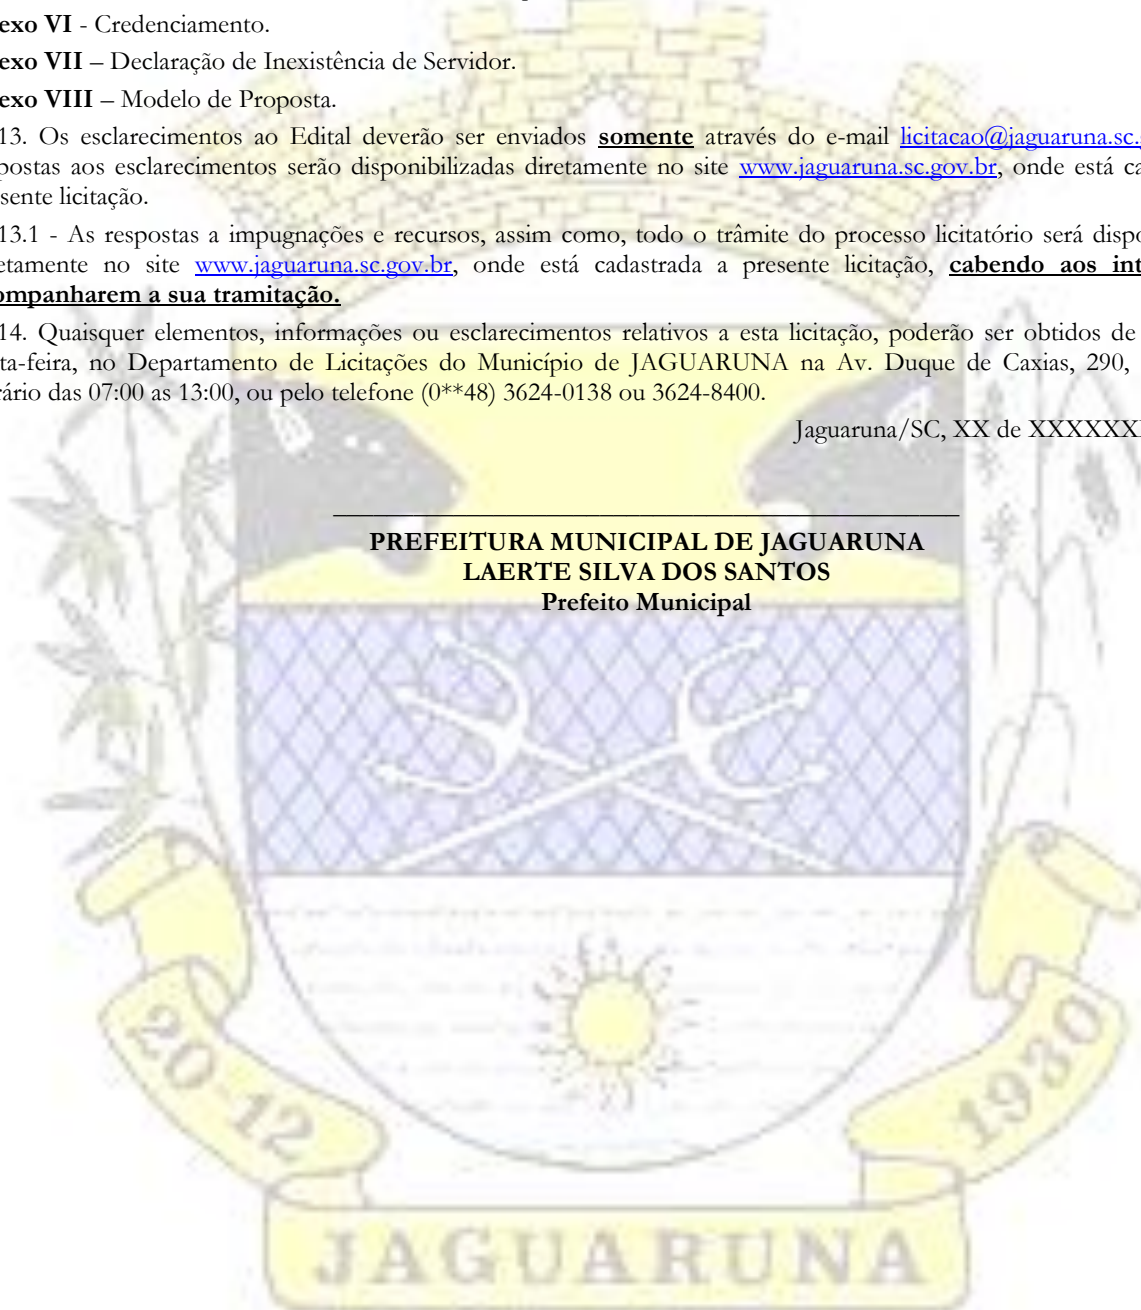 exo VI - Credenciamento.
exo VII – Declaração de Inexistência de Servidor.
exo VIII – Modelo de Proposta.
13. Os esclarecimentos ao Edital deverão ser enviados somente através do e-mail licitacao@jaguaruna.sc.g
postas aos esclarecimentos serão disponibilizadas diretamente no site www.jaguaruna.sc.gov.br, onde está ca
sente licitação.
13.1 - As respostas a impugnações e recursos, assim como, todo o trâmite do processo licitatório será dispo
etamente no site www.jaguaruna.sc.gov.br, onde está cadastrada a presente licitação, cabendo aos int
ompanharem a sua tramitação.
14. Quaisquer elementos, informações ou esclarecimentos relativos a esta licitação, poderão ser obtidos de
ta-feira, no Departamento de Licitações do Município de JAGUARUNA na Av. Duque de Caxias, 290,
rário das 07:00 as 13:00, ou pelo telefone (0**48) 3624-0138 ou 3624-8400.
Jaguaruna/SC, XX de XXXXXX
PREFEITURA MUNICIPAL DE JAGUARUNA
LAERTE SILVA DOS SANTOS
Prefeito Municipal
20-12
1930
JAGUARUNA